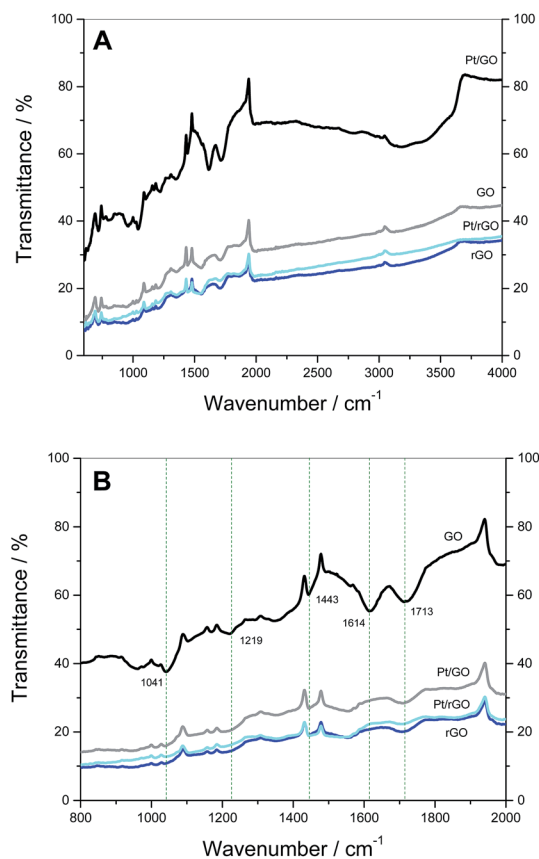 A
Transmittance / %
100
80
60
40
20
0
100
80
60
40
20
0
Pt/GO
GO
Pt/rGO
rGO
1000 1500 2000 2500 3000 3500 4000
Wavenumber / cm⁻¹
B
Transmittance / %
100
80
60
40
20
0
100
80
60
40
20
0
GO
1443
1614
1713
1219
1041
Pt/GO
Pt/rGO
rGO
800 1000 1200 1400 1600 1800 2000
Wavenumber / cm⁻¹